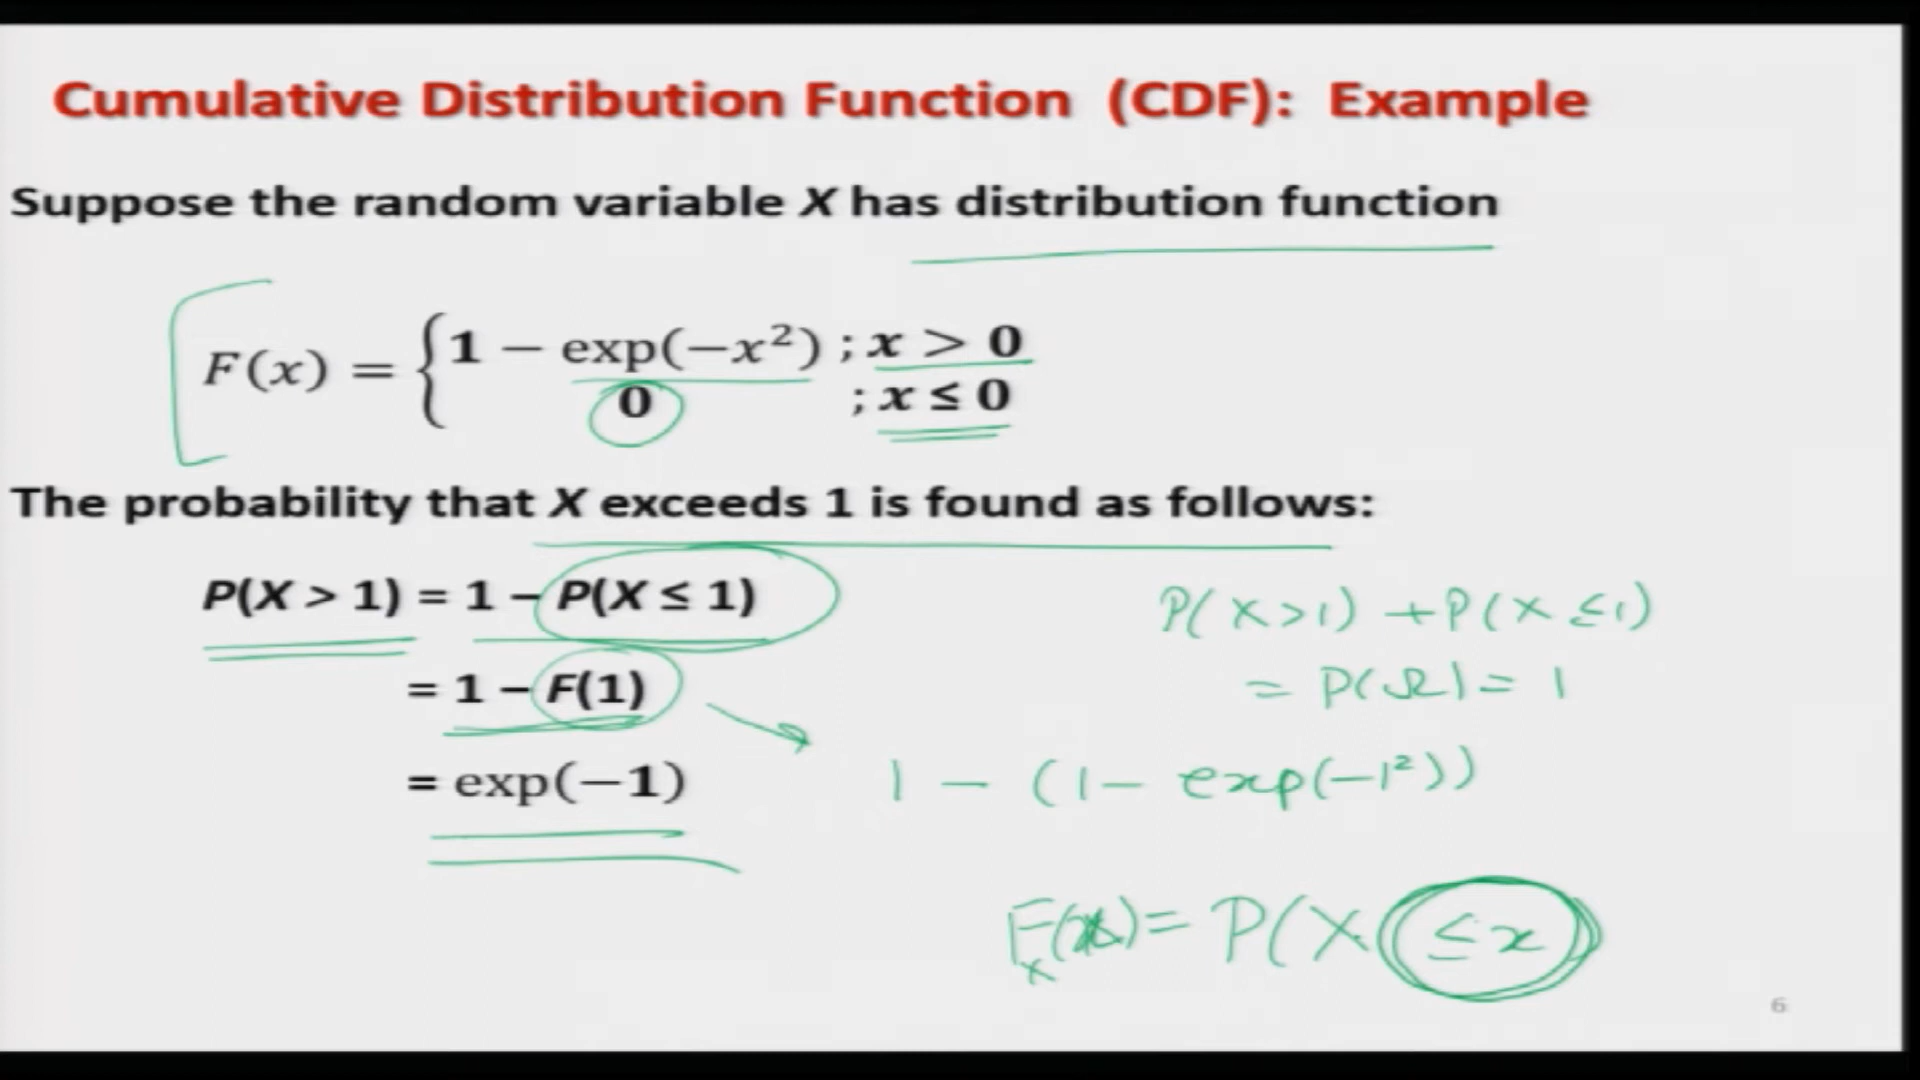 Cumulative Distribution Function (CDF): Example
Suppose the random variable X has distribution function
F(x) = { 1 − exp(−x²) ; x > 0
0 ; x ≤ 0
The probability that X exceeds 1 is found as follows:
P(X > 1) = 1 − P(X ≤ 1)
= 1 − F(1)
= exp(−1)
P(X>1) + P(X ≤1)
= P(Ω) = 1
1 − (1 − exp(−1²))
F_X(x) = P(X ≤ x)
6